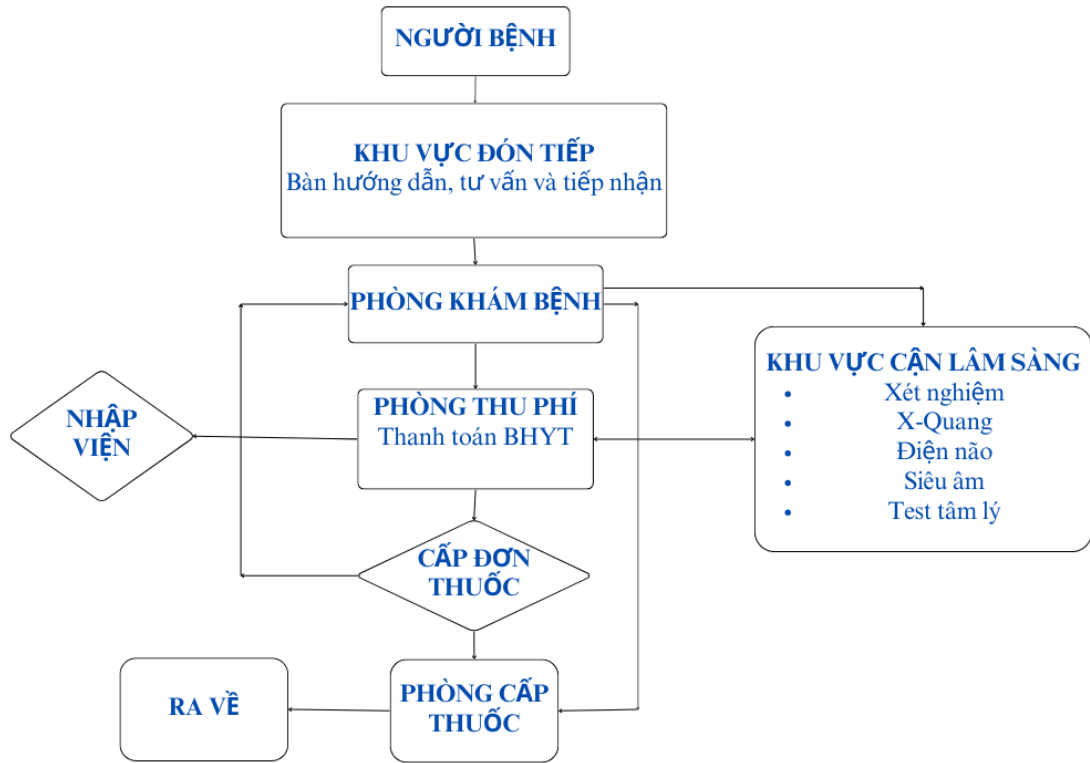 NGƯỜI BỆNH
KHU VỰC ĐÓN TIẾP
Bàn hướng dẫn, tư vấn và tiếp nhận
PHÒNG KHÁM BỆNH
KHU VỰC CẬN LÂM SÀNG
• Xét nghiệm
• X-Quang
• Điện não
• Siêu âm
• Test tâm lý
NHẬP
VIỆN
PHÒNG THU PHÍ
Thanh toán BHYT
CẤP ĐƠN
THUỐC
RA VỀ
PHÒNG CẤP
THUỐC